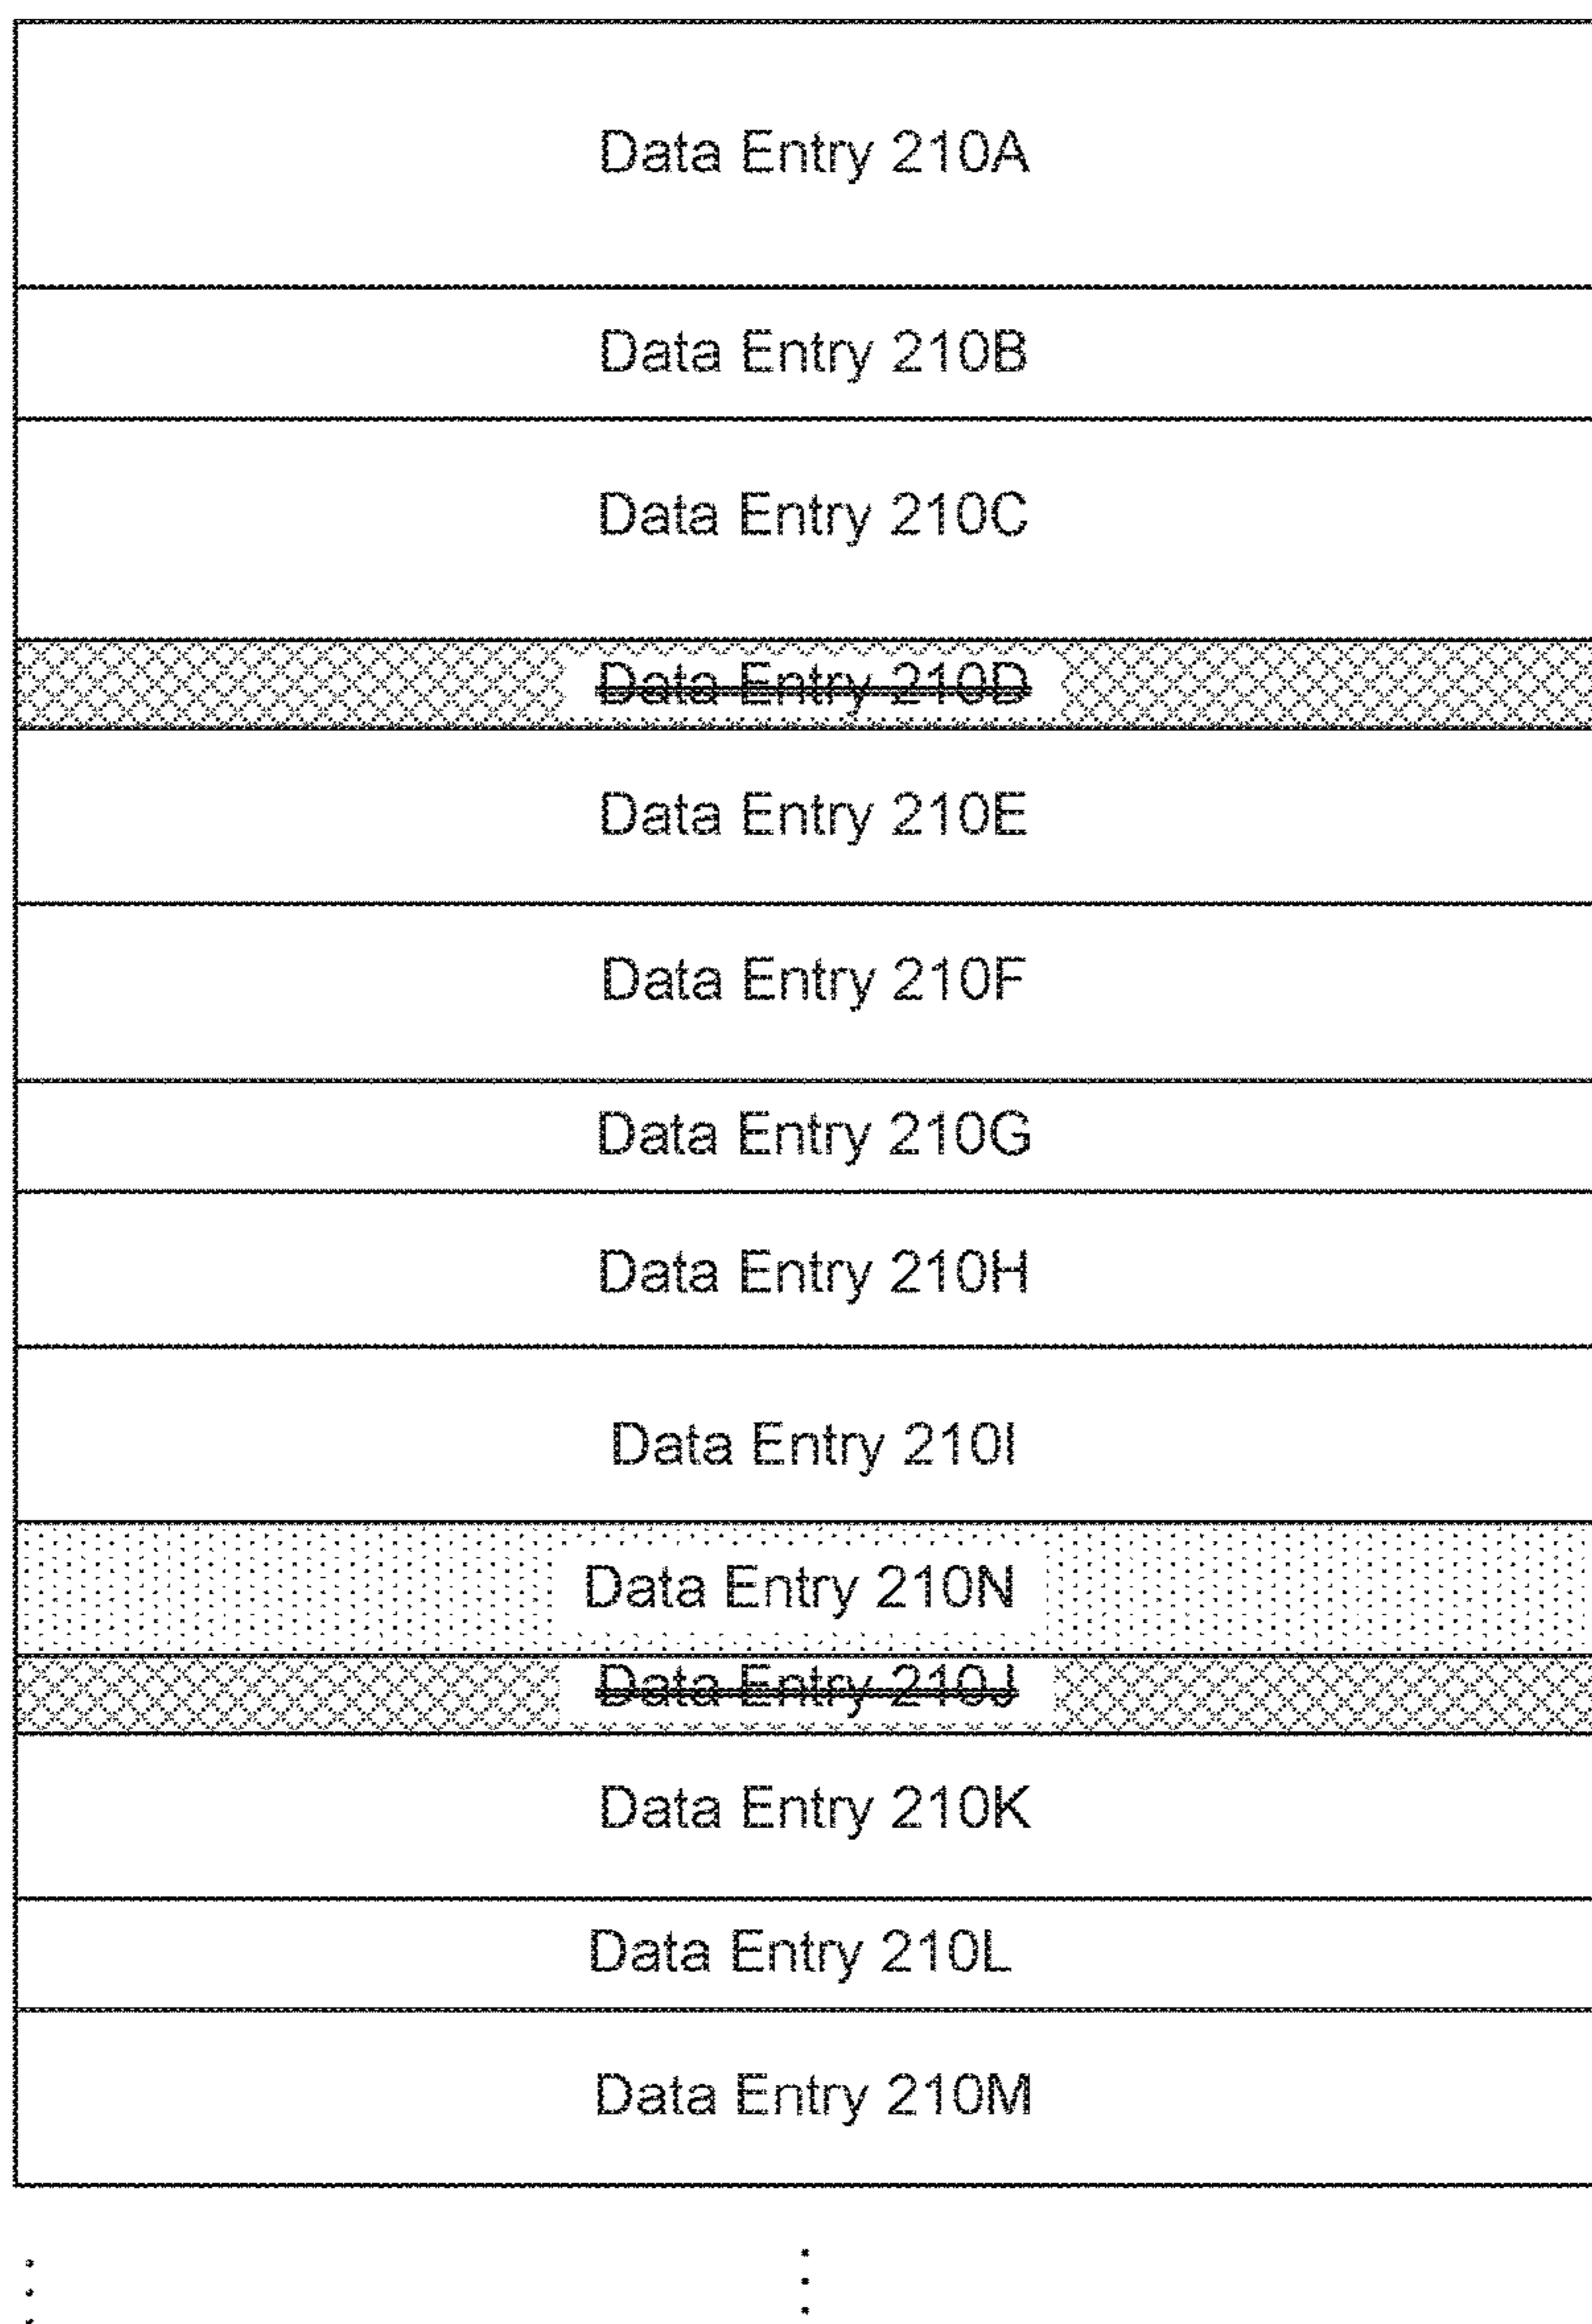 Data Entry 210A
Data Entry 210B
Data Entry 210C
Data Entry 210D
Data Entry 210E
Data Entry 210F
Data Entry 210G
Data Entry 210H
Data Entry 210I
Data Entry 210N
Data Entry 210J
Data Entry 210K
Data Entry 210L
Data Entry 210M